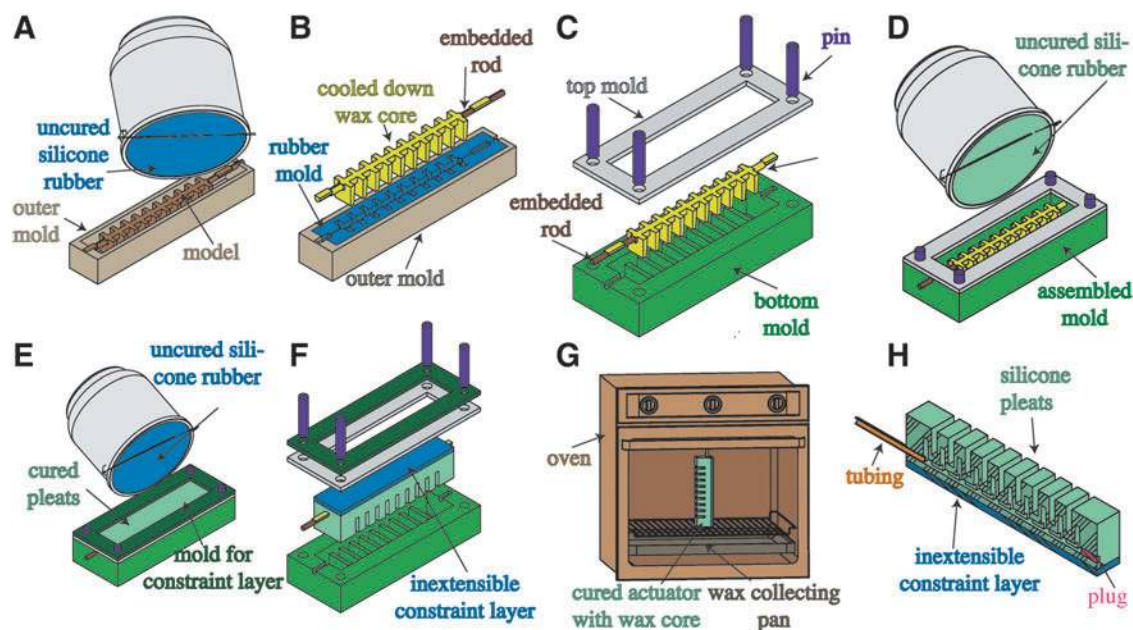 A
uncured
silicone
rubber
outer
mold
model
B
embedded
rod
cooled down
wax core
rubber
mold
outer mold
C
pin
top mold
embedded
rod
bottom
mold
D
uncured sili-
cone rubber
assembled
mold
E
uncured sili-
cone rubber
cured
pleats
mold for
constraint layer
F
inextensible
constraint layer
G
oven
cured actuator
with wax core
wax collecting
pan
H
silicone
pleats
tubing
inextensible
constraint layer
plug